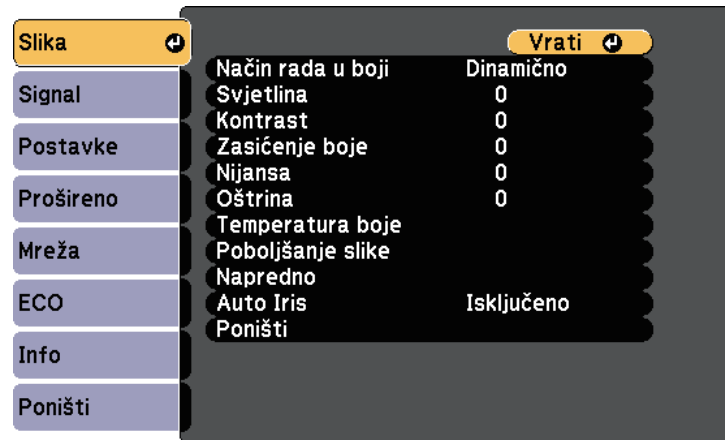 Slika
Signal
Postavke
Prošireno
Mreža
ECO
Info
Poništi
Vrati
Način rada u boji Dinamično
Svjetlina 0
Kontrast 0
Zasićenje boje 0
Nijansa 0
Oštrina 0
Temperatura boje
Poboljšanje slike
Napredno
Auto Iris Isključeno
Poništi